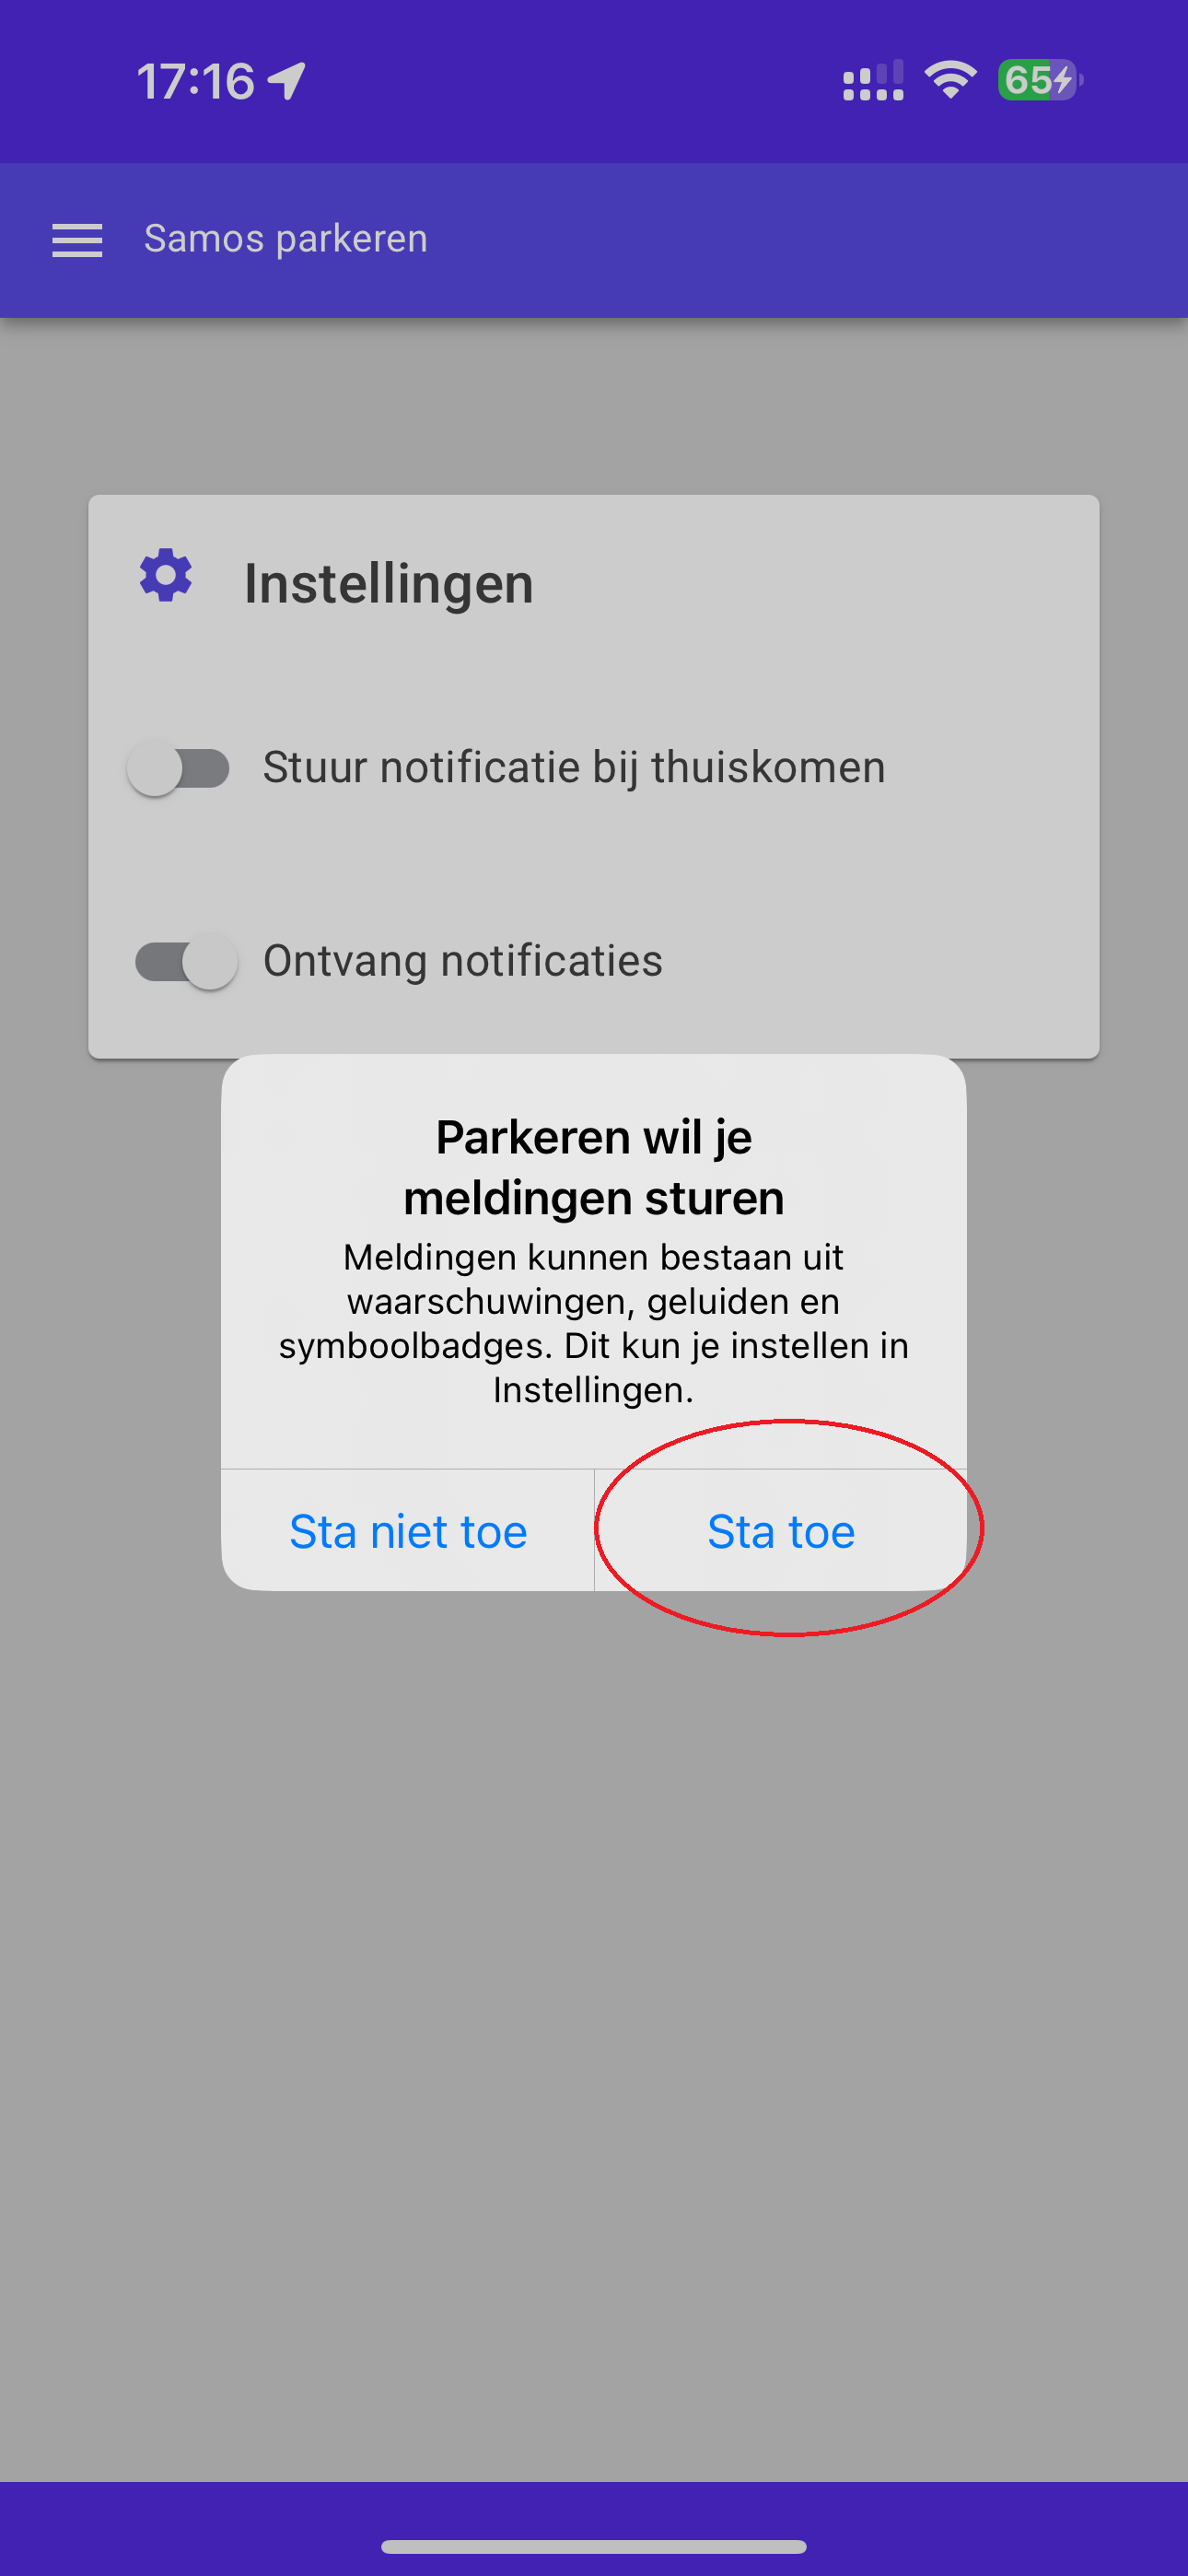 17:16
65
Samos parkeren
Instellingen
Stuur notificatie bij thuiskomen
Ontvang notificaties
Parkeren wil je
meldingen sturen
Meldingen kunnen bestaan uit
waarschuwingen, geluiden en
symboolbadges. Dit kun je instellen in
Instellingen.
Sta niet toe
Sta toe